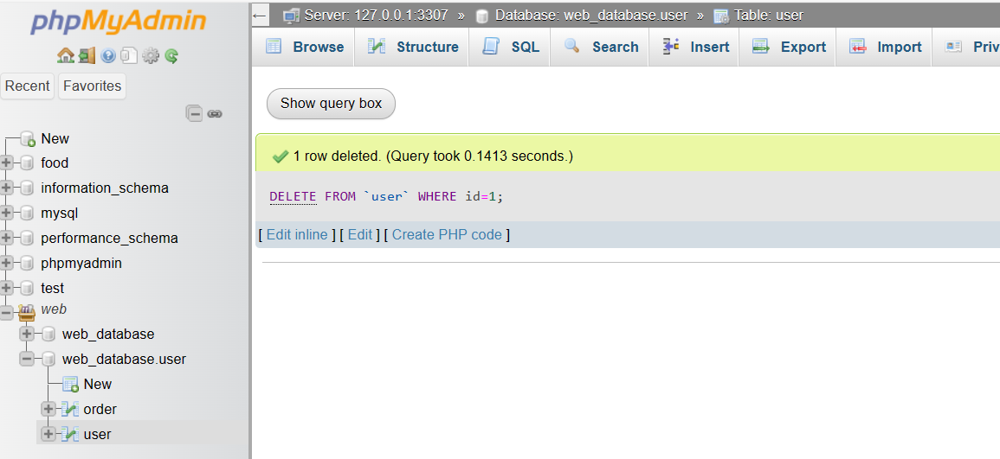 phpMyAdmin
Recent
Favorites
New
food
information_schema
mysql
performance_schema
phpmyadmin
test
web
web_database
web_database.user
New
order
user
← Server: 127.0.0.1:3307 » Database: web_database.user » Table: user
Browse Structure SQL Search Insert Export Import Priv
Show query box
1 row deleted. (Query took 0.1413 seconds.)
DELETE FROM `user` WHERE id=1;
[ Edit inline ] [ Edit ] [ Create PHP code ]